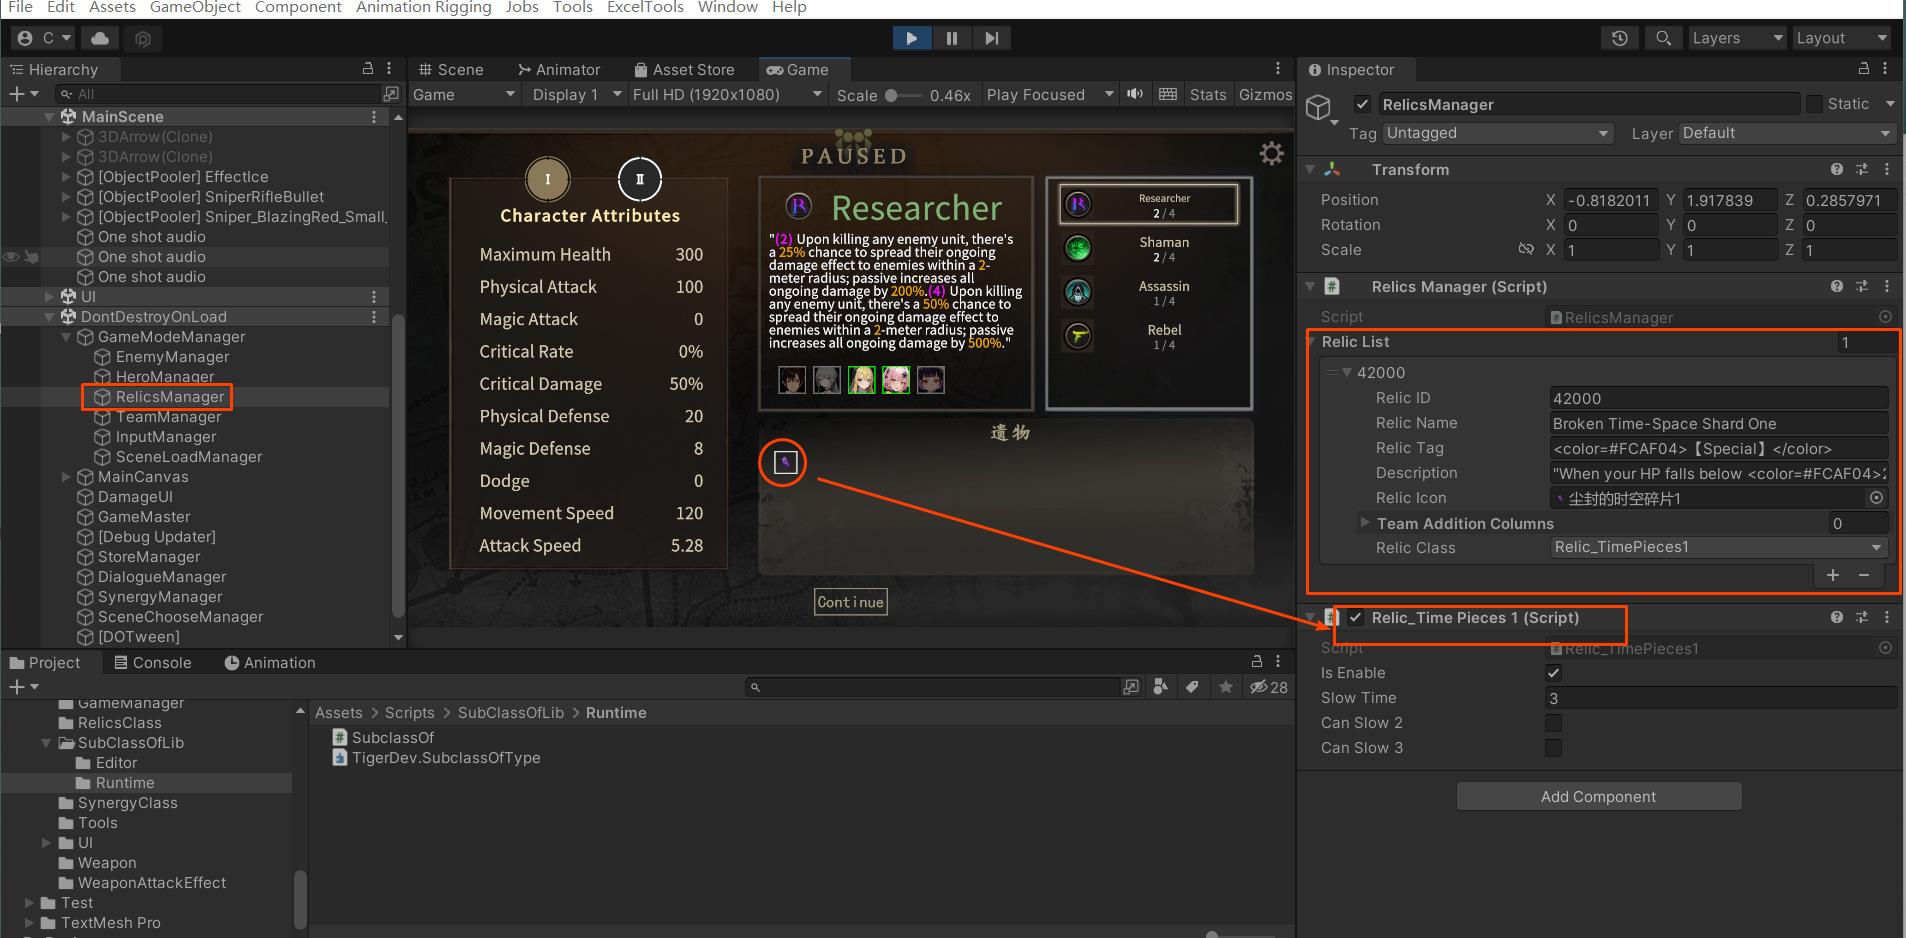 File Edit Assets GameObject Component Animation Rigging Jobs Tools ExcelTools Window Help
C
Layers
Layout
Hierarchy
All
MainScene
3DArrow(Clone)
3DArrow(Clone)
[ObjectPooler] EffectIce
[ObjectPooler] SniperRifleBullet
[ObjectPooler] Sniper_BlazingRed_Small_
One shot audio
One shot audio
One shot audio
UI
DontDestroyOnLoad
GameModeManager
EnemyManager
HeroManager
RelicsManager
TeamManager
InputManager
SceneLoadManager
MainCanvas
DamageUI
GameMaster
[Debug Updater]
StoreManager
DialogueManager
SynergyManager
SceneChooseManager
[DOTween]
Scene Animator Asset Store Game
Game Display 1 Full HD (1920x1080) Scale 0.46x Play Focused Stats Gizmos
PAUSED
I
II
Character Attributes
Maximum Health 300
Physical Attack 100
Magic Attack 0
Critical Rate 0%
Critical Damage 50%
Physical Defense 20
Magic Defense 8
Dodge 0
Movement Speed 120
Attack Speed 5.28
Researcher
"(2) Upon killing any enemy unit, there's
a 25% chance to spread their ongoing
damage effect to enemies within a 2-
meter radius; passive increases all
ongoing damage by 200%.(4) Upon killing
any enemy unit, there's a 50% chance to
spread their ongoing damage effect to
enemies within a 2-meter radius; passive
increases all ongoing damage by 500%."
Researcher
2 / 4
Shaman
2 / 4
Assassin
1 / 4
Rebel
1 / 4
遺物
Continue
Inspector
RelicsManager Static
Tag Untagged Layer Default
Transform
Position X -0.8182011 Y 1.917839 Z 0.2857971
Rotation X 0 Y 0 Z 0
Scale X 1 Y 1 Z 1
Relics Manager (Script)
Script RelicsManager
Relic List 1
42000
Relic ID 42000
Relic Name Broken Time-Space Shard One
Relic Tag <color=#FCAF04>【Special】</color>
Description "When your HP falls below <color=#FCAF04>2
Relic Icon 尘封的时空碎片1
Team Addition Columns 0
Relic Class Relic_TimePieces1
Relic_Time Pieces 1 (Script)
Script Relic_TimePieces1
Is Enable
Slow Time 3
Can Slow 2
Can Slow 3
Add Component
Project Console Animation
28
GameManager
RelicsClass
SubClassOfLib
Editor
Runtime
SynergyClass
Tools
UI
Weapon
WeaponAttackEffect
Test
TextMesh Pro
Assets > Scripts > SubClassOfLib > Runtime
SubclassOf
TigerDev.SubclassOfType